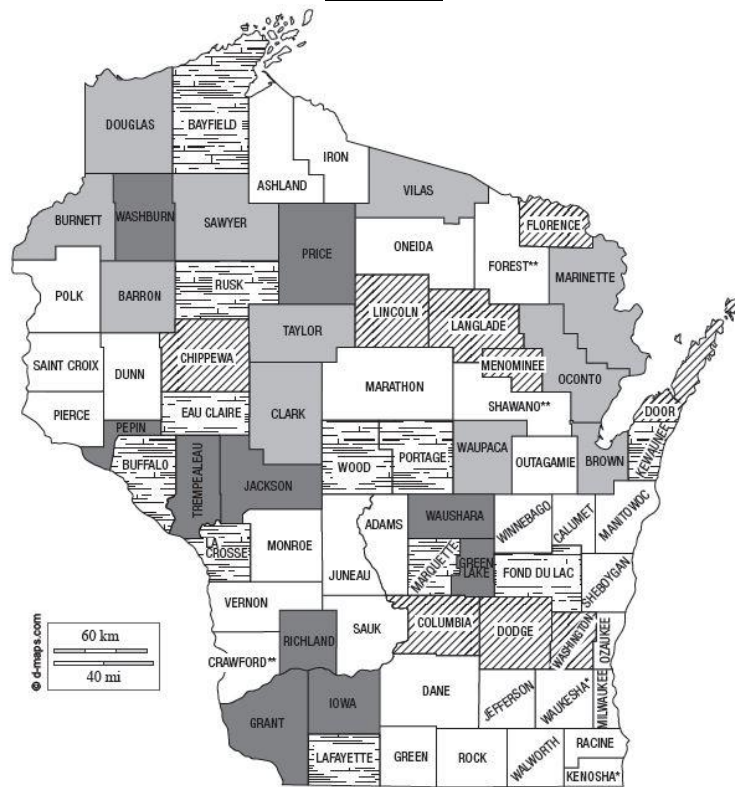 DOUGLAS
BAYFIELD
ASHLAND
IRON
VILAS
BURNETT
WASHBURN
SAWYER
PRICE
ONEIDA
FLORENCE
FOREST**
MARINETTE
POLK
BARRON
RUSK
LINCOLN
LANGLADE
TAYLOR
CHIPPEWA
MENOMINEE
OCONTO
SAINT CROIX
DUNN
MARATHON
SHAWANO**
PIERCE
EAU CLAIRE
CLARK
DOOR
PEPIN
BUFFALO
TREMPEALEAU
JACKSON
WOOD
PORTAGE
WAUPACA
OUTAGAMIE
BROWN
KEWAUNEE
LA
CROSSE
MONROE
JUNEAU
ADAMS
WAUSHARA
MARQUETTE
GREEN
LAKE
WINNEBAGO
CALUMET
MANITOWOC
FOND DU LAC
SHEBOYGAN
VERNON
SAUK
COLUMBIA
DODGE
WASHINGTON
OZAUKEE
CRAWFORD**
RICHLAND
DANE
JEFFERSON
WAUKESHA*
MILWAUKEE
GRANT
IOWA
LAFAYETTE
GREEN
ROCK
WALWORTH
RACINE
KENOSHA*
© d-maps.com
60 km
40 mi